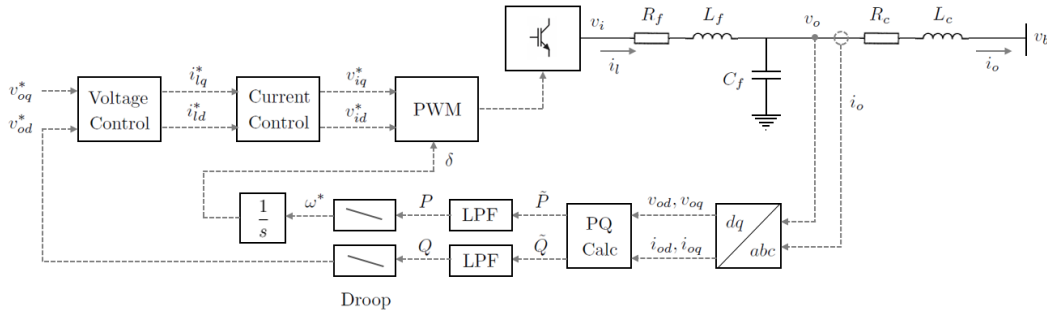 v_i
R_f
L_f
v_o
R_c
L_c
v_b
i_l
i_o
C_f
i_o
v*_oq
v*_od
Voltage
Control
i*_lq
i*_ld
Current
Control
v*_iq
v*_id
PWM
δ
1
s
ω*
P
LPF
P̃
PQ
Calc
v_od, v_oq
i_od, i_oq
dq
abc
Q
LPF
Q̃
Droop